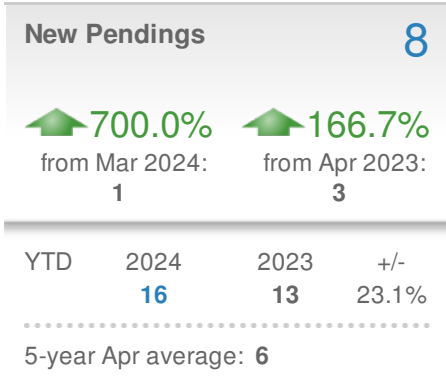 New Pendings 8
700.0% 166.7%
from Mar 2024: from Apr 2023:
1 3
YTD 2024 2023 +/-
16 13 23.1%
5-year Apr average: 6